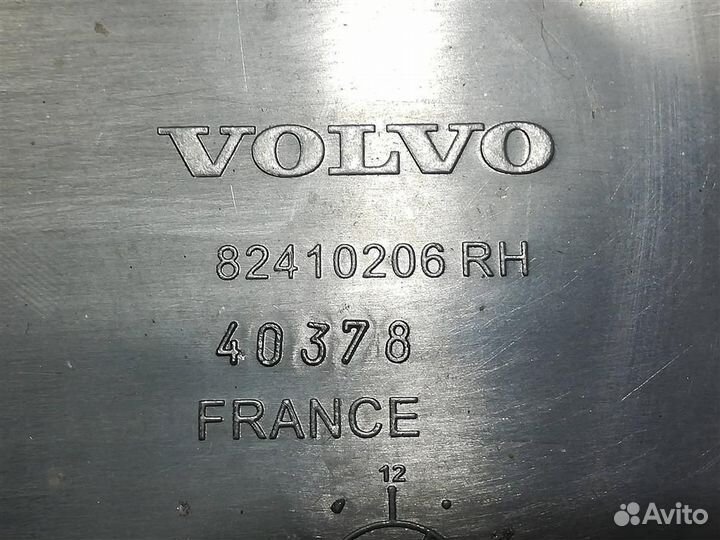 VOLVO
82410206 RH
40378
FRANCE
12
Avito